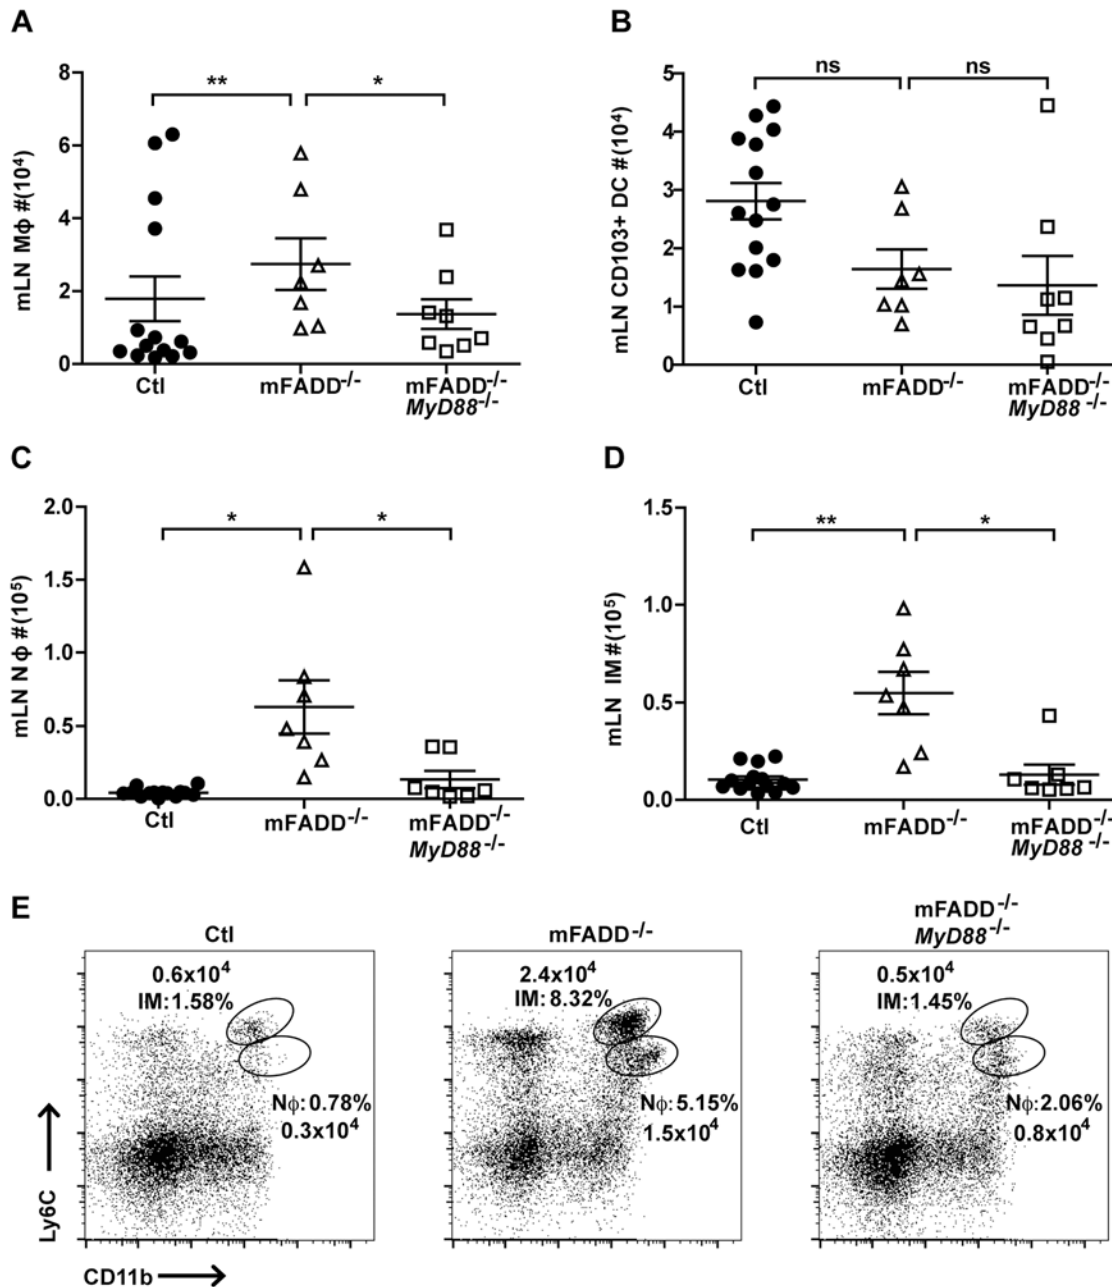 A
mLN Mϕ #(10⁴)
8
6
4
2
0
** *
Ctl mFADD⁻/⁻ mFADD⁻/⁻
MyD88⁻/⁻
B
mLN CD103+ DC #(10⁴)
5
4
3
2
1
0
ns ns
Ctl mFADD⁻/⁻ mFADD⁻/⁻
MyD88⁻/⁻
C
mLN Nϕ #(10⁵)
2.0
1.5
1.0
0.5
0.0
* *
Ctl mFADD⁻/⁻ mFADD⁻/⁻
MyD88⁻/⁻
D
mLN IM #(10⁵)
1.5
1.0
0.5
0.0
** *
Ctl mFADD⁻/⁻ mFADD⁻/⁻
MyD88⁻/⁻
E
Ctl
0.6x10⁴
IM:1.58%
Nϕ:0.78%
0.3x10⁴
mFADD⁻/⁻
2.4x10⁴
IM:8.32%
Nϕ:5.15%
1.5x10⁴
mFADD⁻/⁻
MyD88⁻/⁻
0.5x10⁴
IM:1.45%
Nϕ:2.06%
0.8x10⁴
Ly6C
CD11b